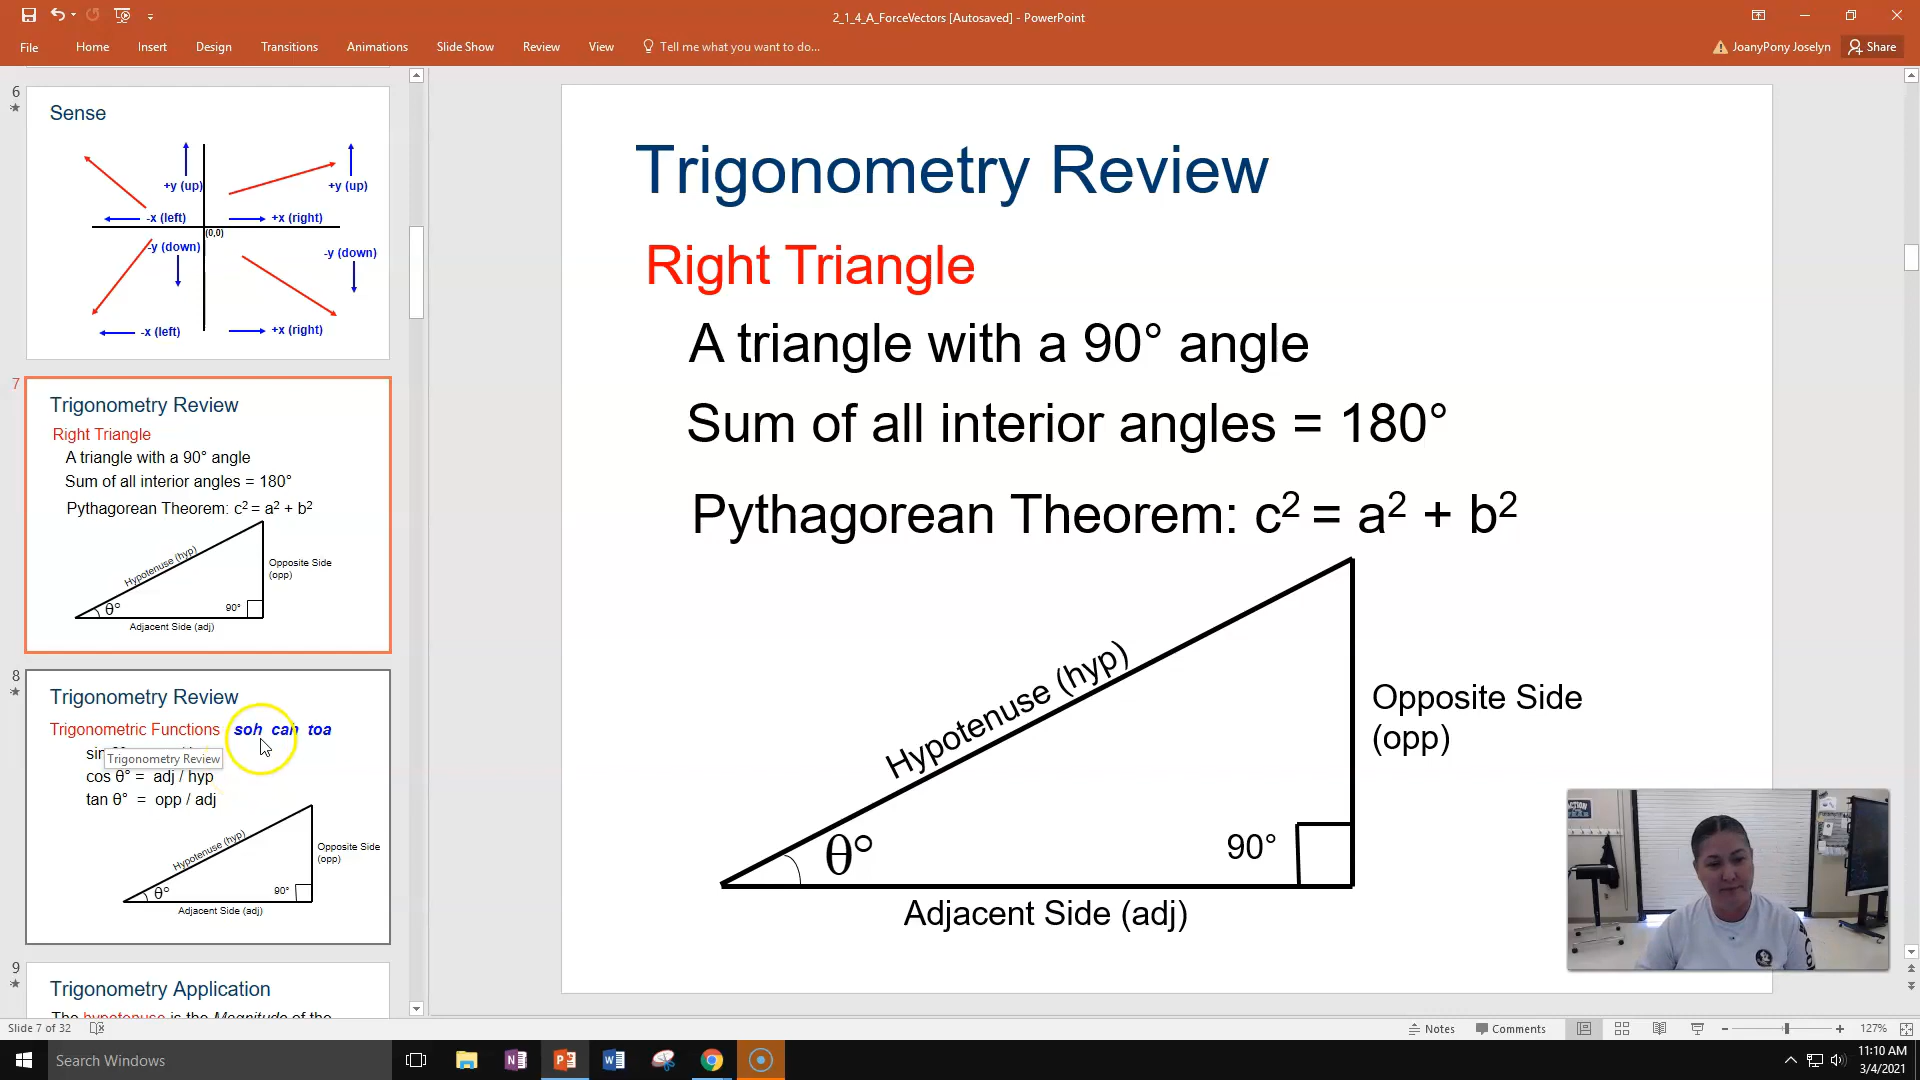 2_1_4_A_ForceVectors [Autosaved] - PowerPoint
File Home Insert Design Transitions Animations Slide Show Review View Tell me what you want to do...
JoanyPony Joselyn Share
6
Sense
+y (up) +y (up)
-x (left) +x (right)
(0,0)
-y (down) -y (down)
-x (left) +x (right)
7
Trigonometry Review
Right Triangle
A triangle with a 90° angle
Sum of all interior angles = 180°
Pythagorean Theorem: c² = a² + b²
Hypotenuse (hyp)
Opposite Side
(opp)
θ° 90°
Adjacent Side (adj)
8
Trigonometry Review
Trigonometric Functions soh cah toa
sin
Trigonometry Review
cos θ° = adj / hyp
tan θ° = opp / adj
Hypotenuse (hyp)
Opposite Side
(opp)
θ° 90°
Adjacent Side (adj)
9
Trigonometry Application
The hypotenuse is the Magnitude of the
Trigonometry Review
Right Triangle
A triangle with a 90° angle
Sum of all interior angles = 180°
Pythagorean Theorem: c² = a² + b²
Hypotenuse (hyp)
Opposite Side
(opp)
θ° 90°
Adjacent Side (adj)
Slide 7 of 32
Notes Comments 127%
Search Windows
11:10 AM
3/4/2021